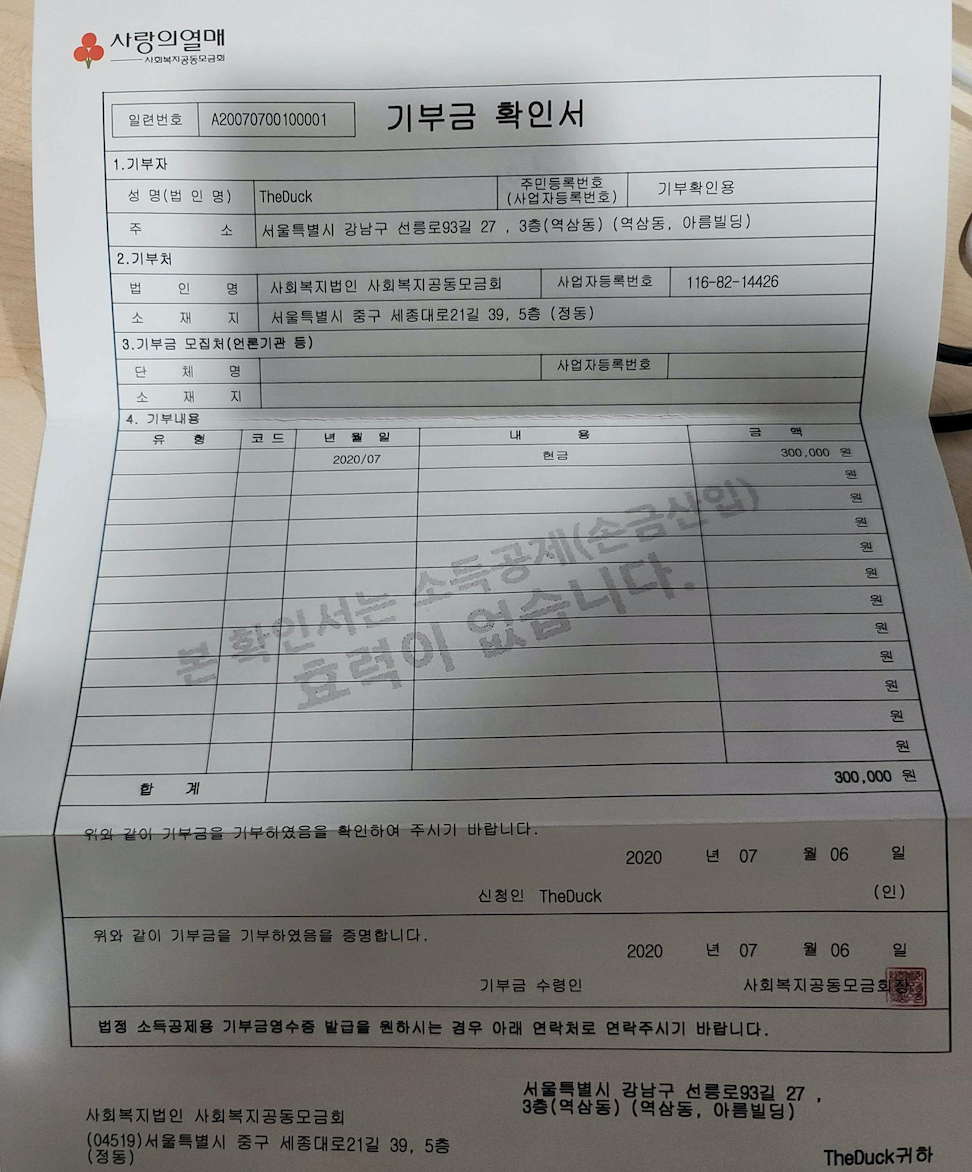 사랑의열매
사회복지공동모금회
일련번호 A20070700100001 기부금 확인서
1.기부자
성 명(법 인 명) TheDuck 주민등록번호 (사업자등록번호) 기부확인용
주 소 서울특별시 강남구 선릉로93길 27 , 3층(역삼동) (역삼동, 아름빌딩)
2.기부처
법 인 명 사회복지법인 사회복지공동모금회 사업자등록번호 116-82-14426
소 재 지 서울특별시 중구 세종대로21길 39, 5층 (정동)
3.기부금 모집처(언론기관 등)
단 체 명 사업자등록번호
소 재 지
4. 기부내용
유 형 코 드 년 월 일 내 용 금 액
2020/07 현금 300,000 원
원
원
원
원
원
원
원
원
원
원
원
본 확인서는 소득공제(손금산입)
효력이 없습니다.
합 계 300,000 원
위와 같이 기부금을 기부하였음을 확인하여 주시기 바랍니다.
2020 년 07 월 06 일
신청인 TheDuck (인)
위와 같이 기부금을 기부하였음을 증명합니다.
2020 년 07 월 06 일
기부금 수령인 사회복지공동모금회장
법정 소득공제용 기부금영수증 발급을 원하시는 경우 아래 연락처로 연락주시기 바랍니다.
사회복지법인 사회복지공동모금회
(04519)서울특별시 중구 세종대로21길 39, 5층
(정동)
서울특별시 강남구 선릉로93길 27 ,
3층(역삼동) (역삼동, 아름빌딩)
TheDuck귀하